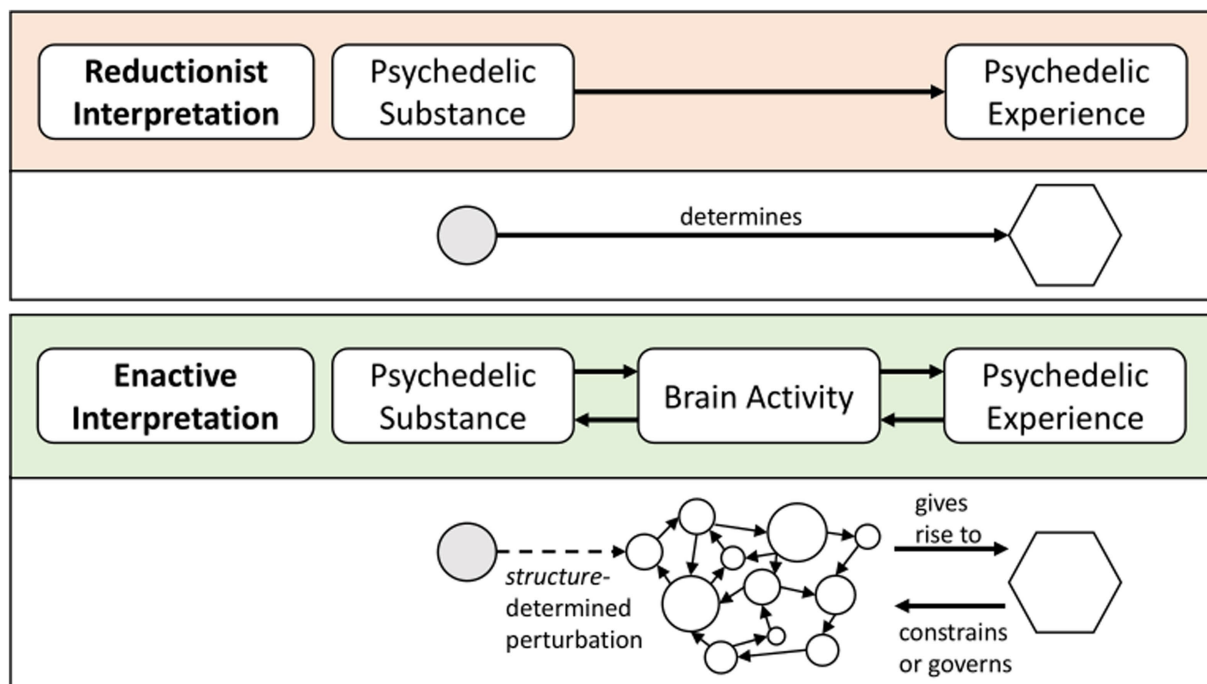 Reductionist
Interpretation
Psychedelic
Substance
Psychedelic
Experience
determines
Enactive
Interpretation
Psychedelic
Substance
Brain Activity
Psychedelic
Experience
structure-
determined
perturbation
gives
rise to
constrains
or governs